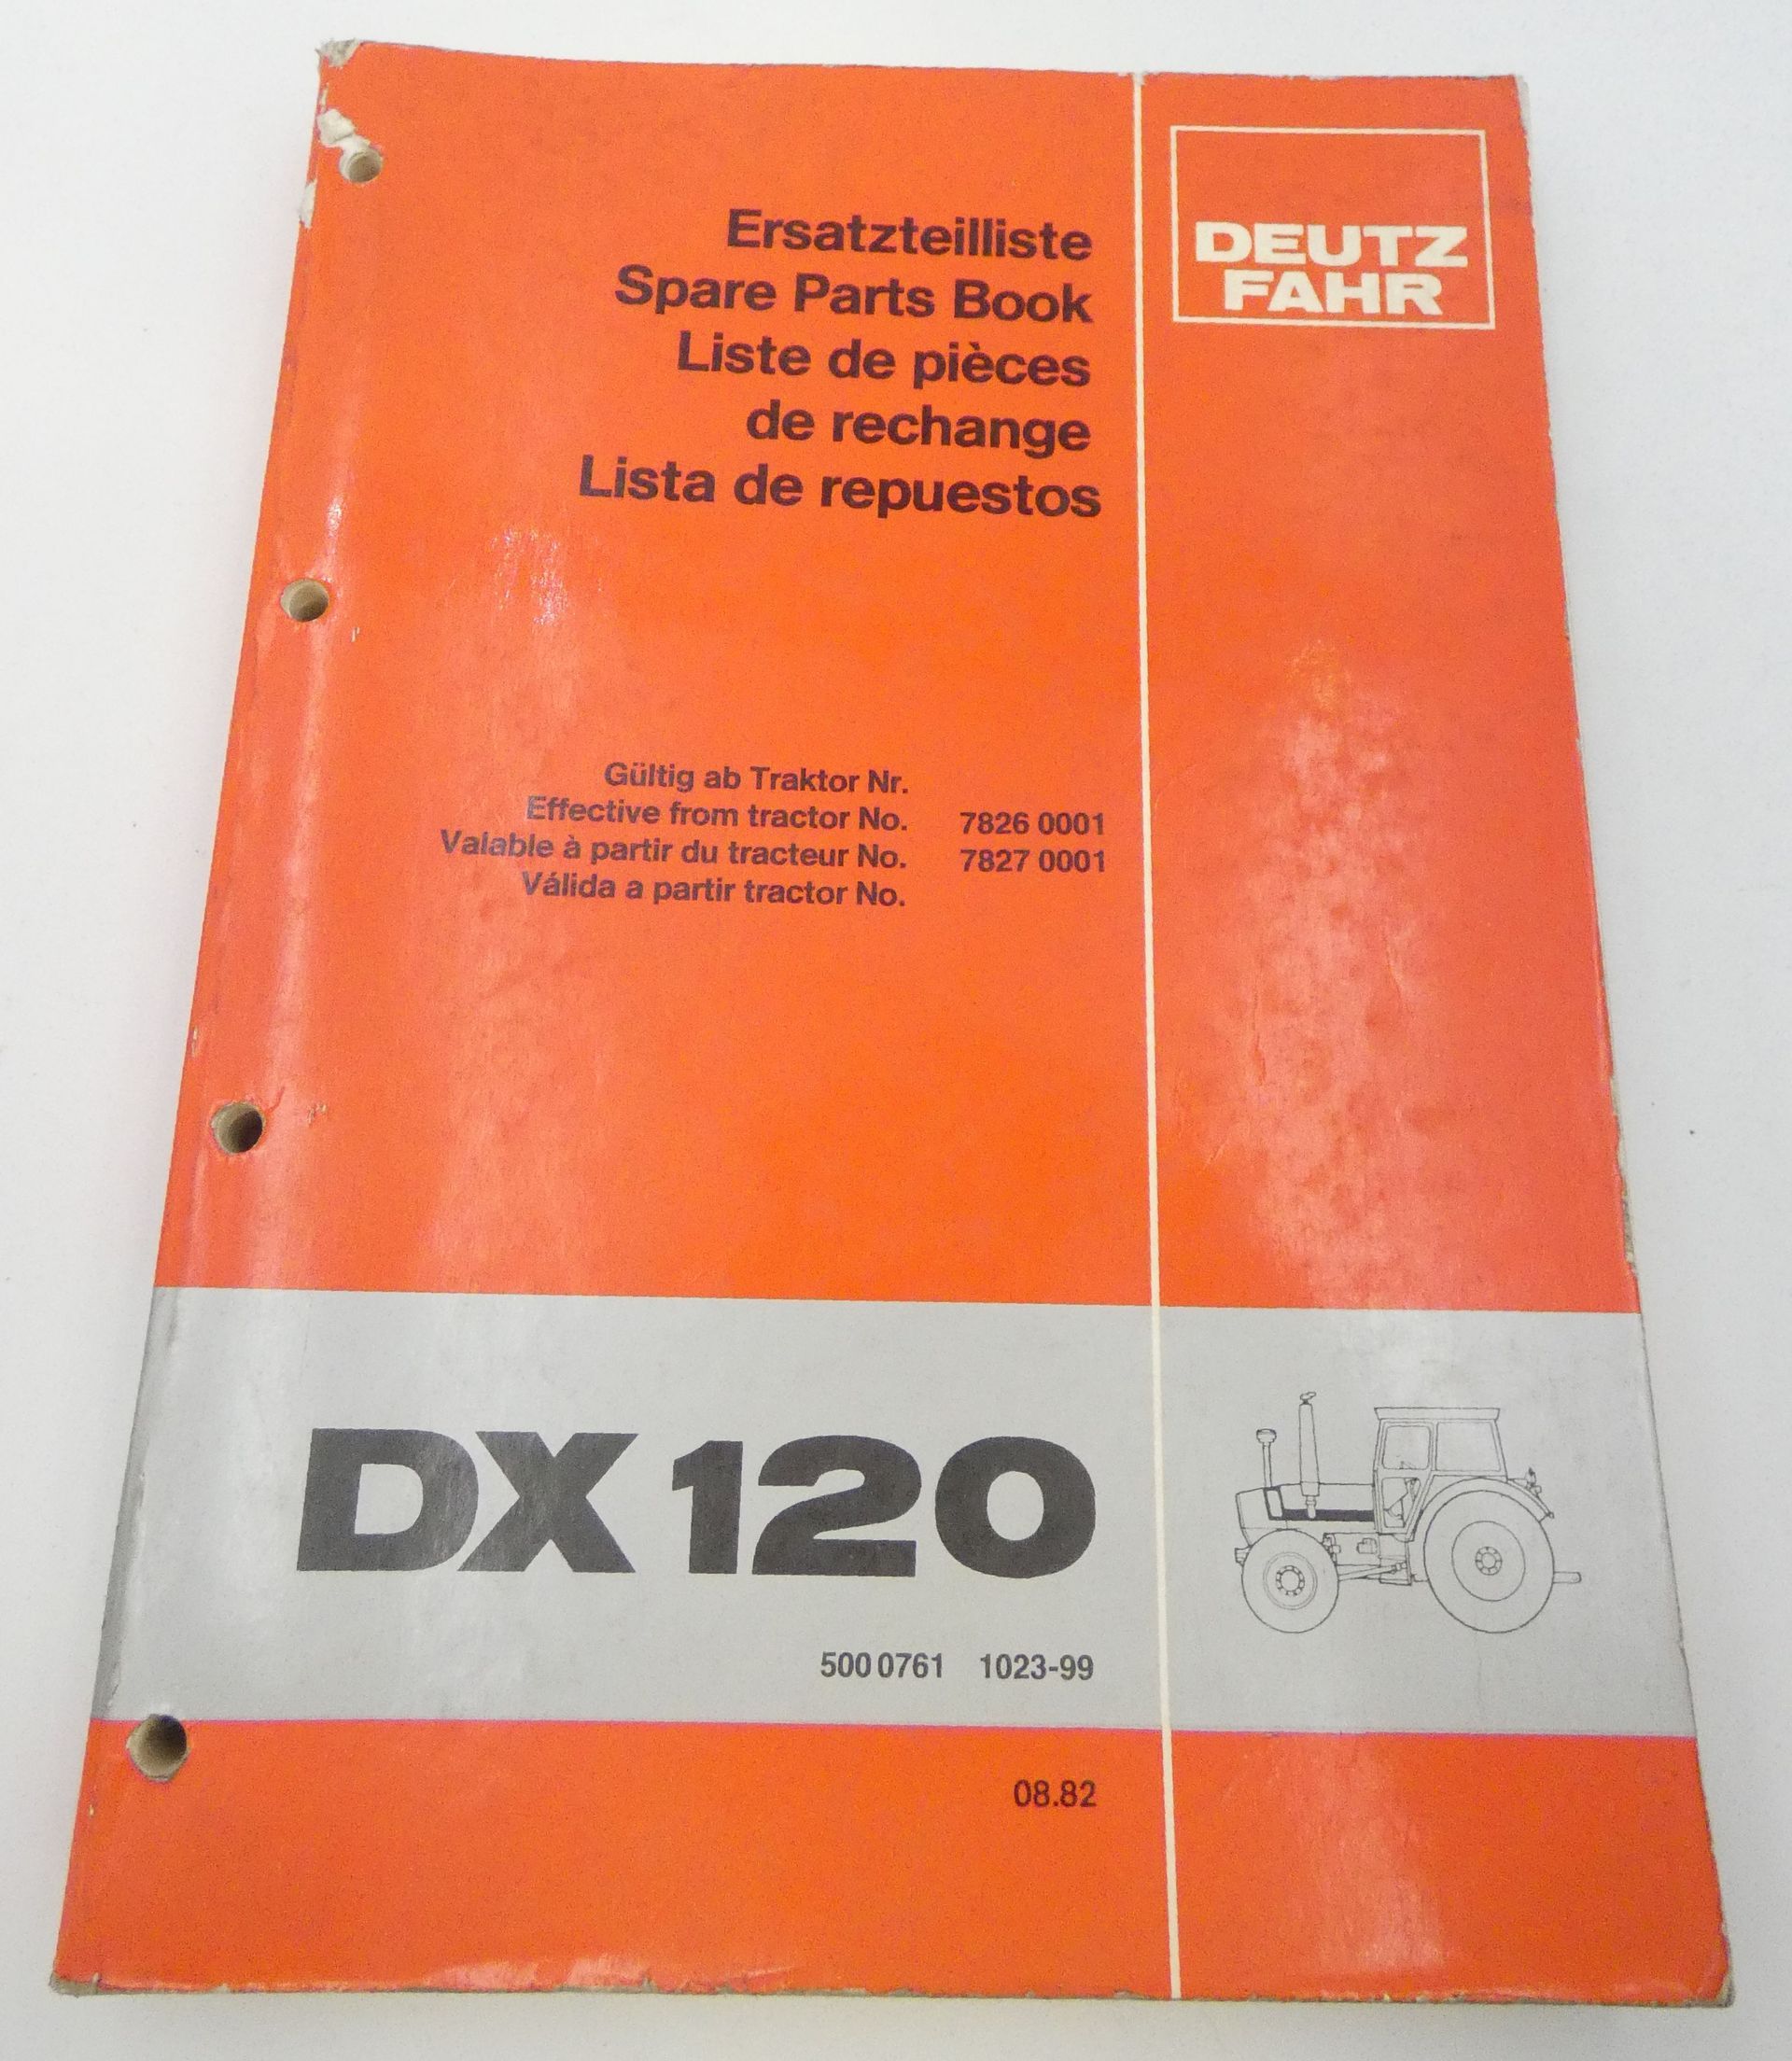 DEUTZ
FAHR
Ersatzteilliste
Spare Parts Book
Liste de pièces
de rechange
Lista de repuestos
Gültig ab Traktor Nr.
Effective from tractor No. 7826 0001
Valable à partir du tracteur No. 7827 0001
Válida a partir tractor No.
DX 120
500 0761 1023-99
08.82